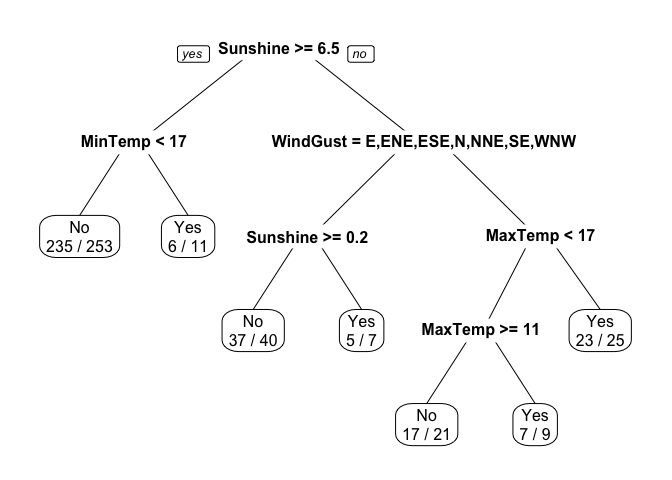 yes Sunshine >= 6.5 no
MinTemp < 17
WindGust = E,ENE,ESE,N,NNE,SE,WNW
No
235 / 253
Yes
6 / 11
Sunshine >= 0.2
MaxTemp < 17
No
37 / 40
Yes
5 / 7
MaxTemp >= 11
Yes
23 / 25
No
17 / 21
Yes
7 / 9